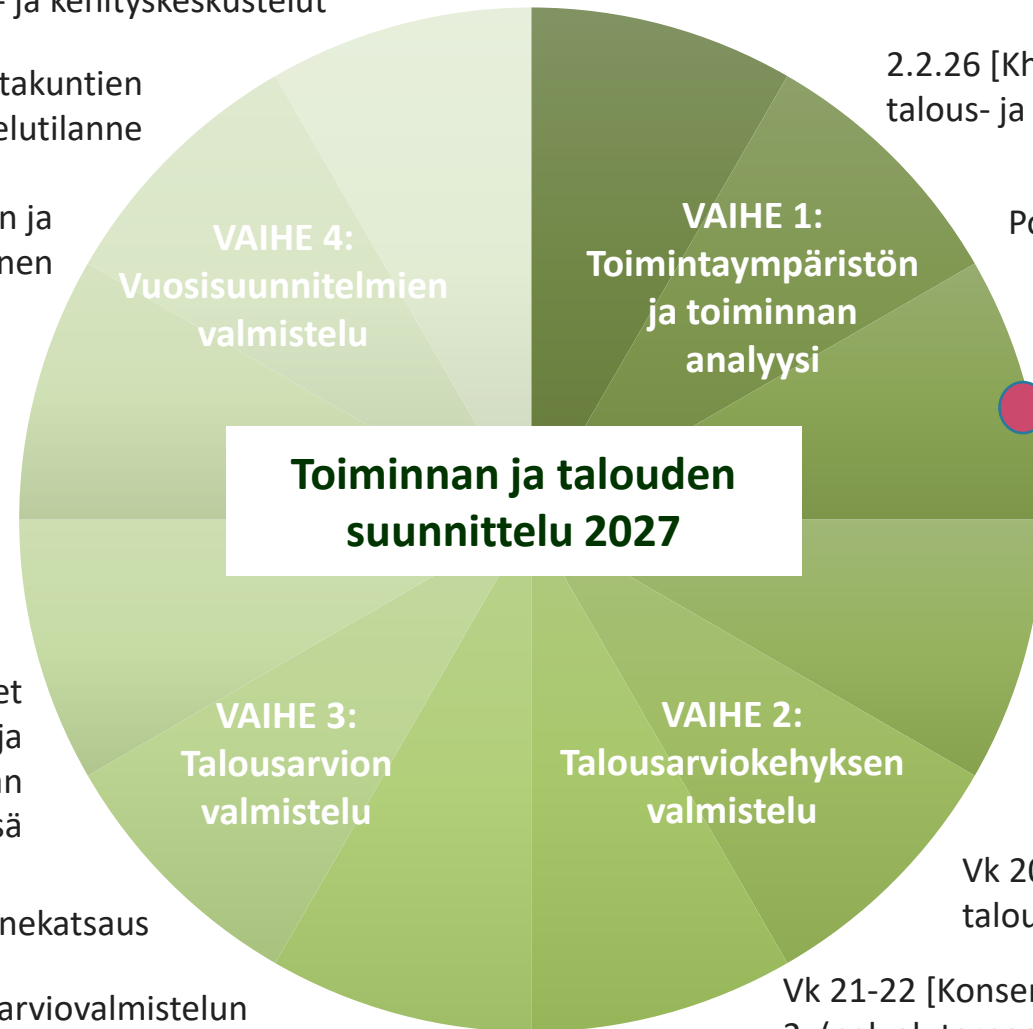 - ja kehityskeskustelut
takuntien
elutilanne
n ja
nen
2.2.26 [Kh
talous- ja
Po
VAIHE 4:
Vuosisuunnitelmien
valmistelu
VAIHE 1:
Toimintaympäristön
ja toiminnan
analyysi
Toiminnan ja talouden
suunnittelu 2027
et
ja
an
sä
nekatsaus
arviovalmistelun
VAIHE 3:
Talousarvion
valmistelu
VAIHE 2:
Talousarviokehyksen
valmistelu
Vk 20
talou
Vk 21-22 [Konser